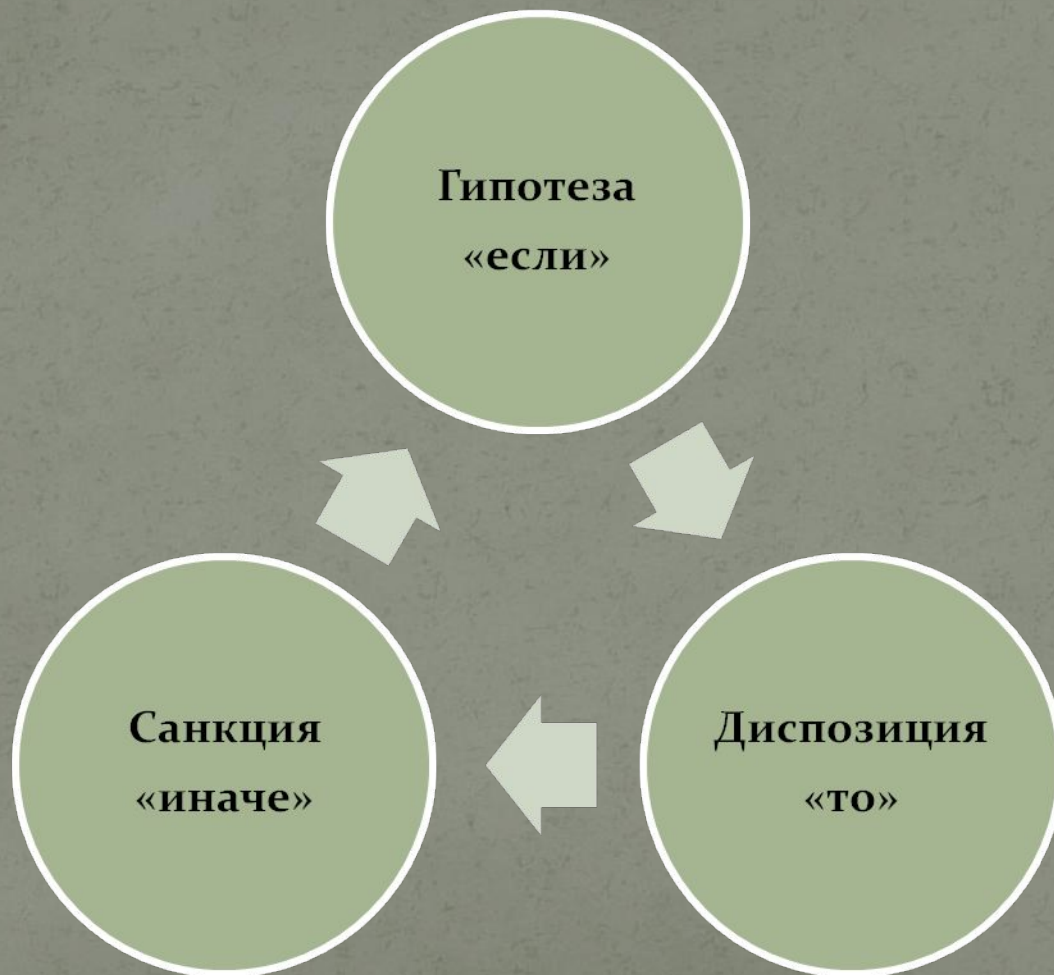 Гипотеза
«если»
Диспозиция
«то»
Санкция
«иначе»